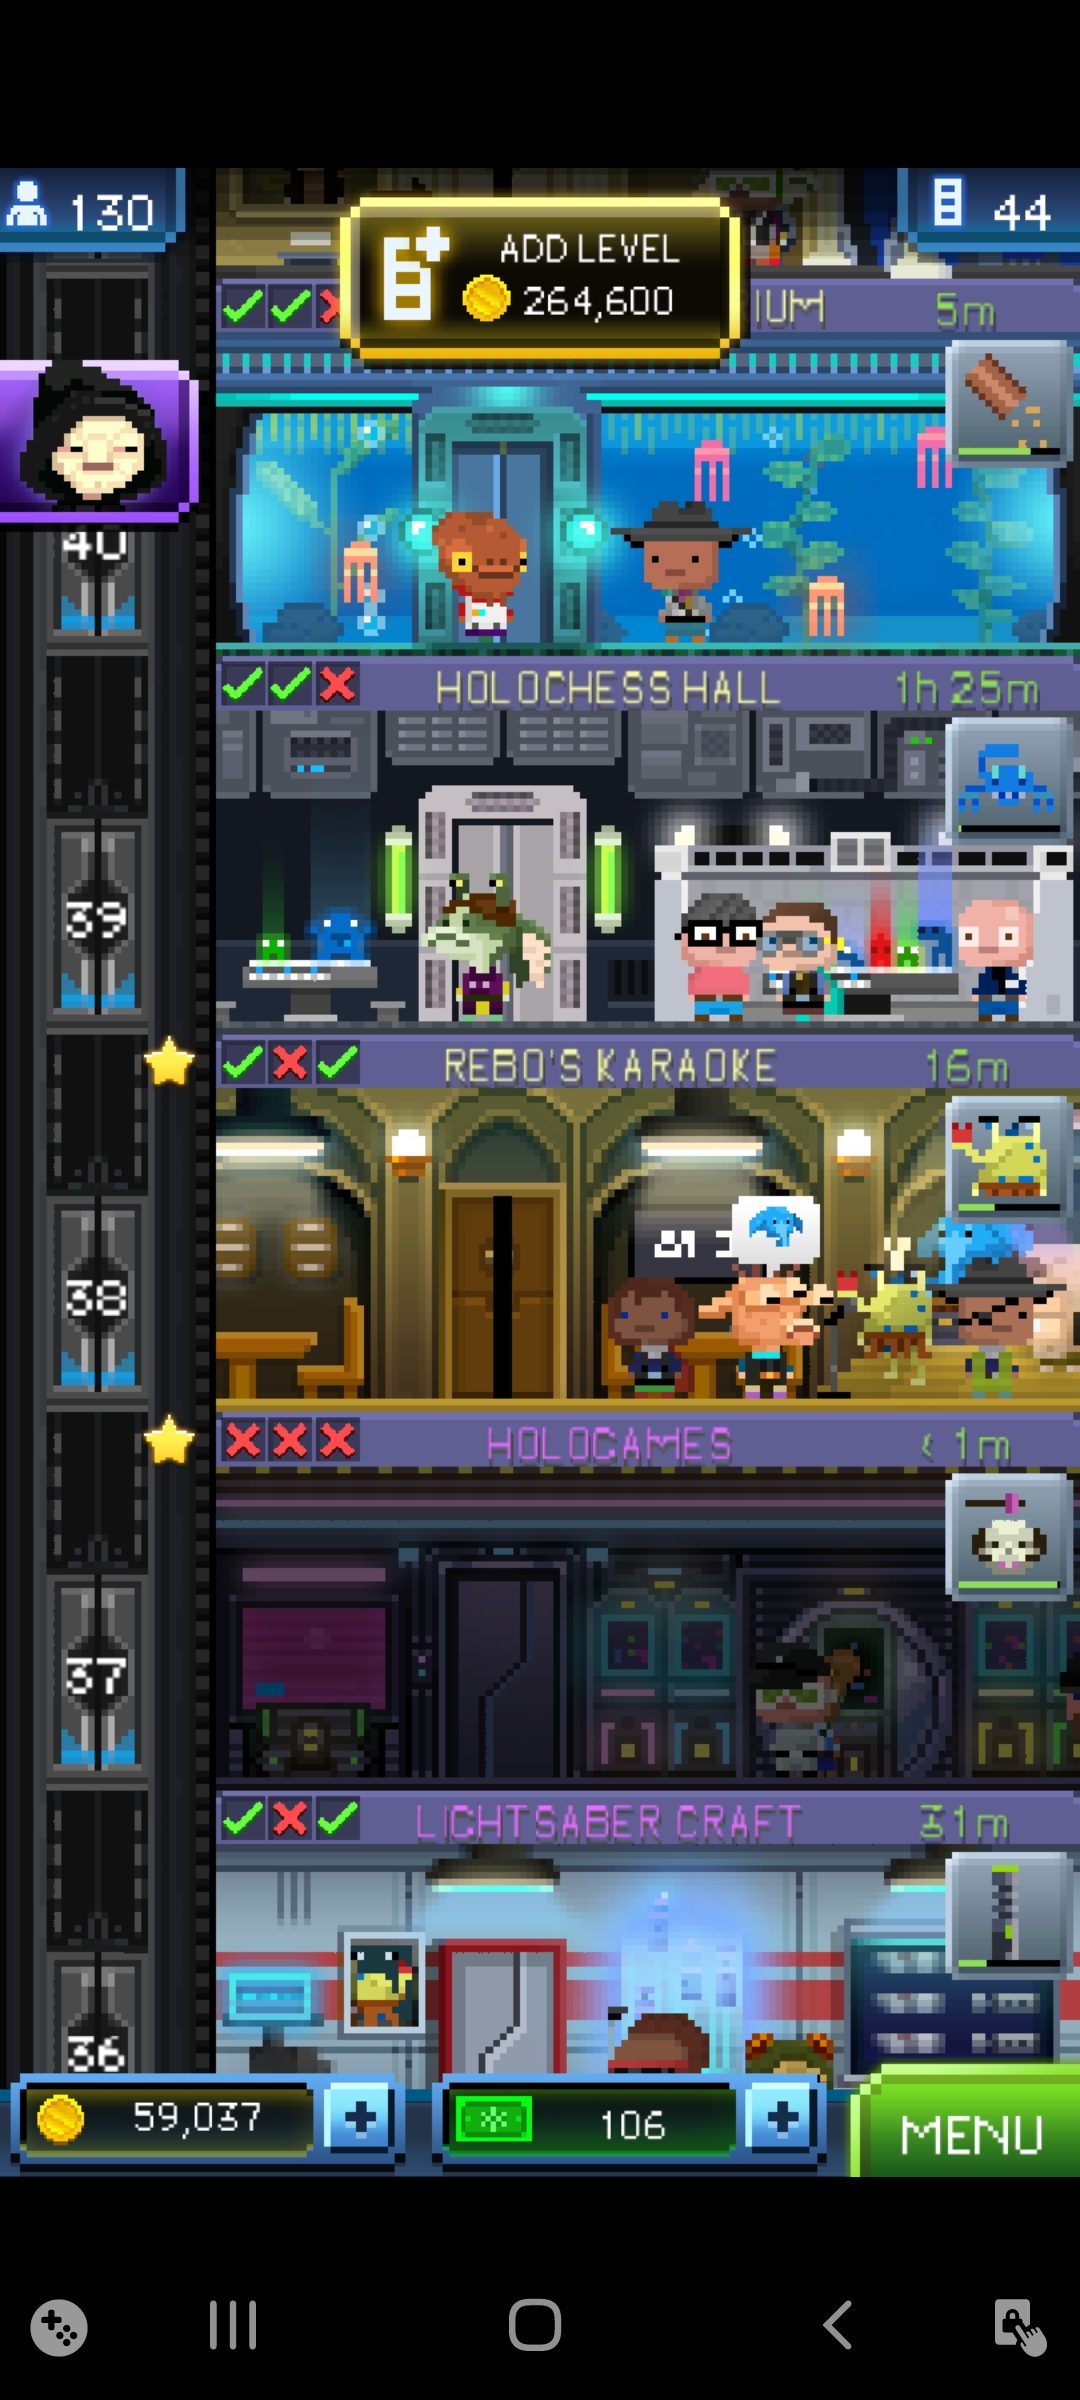 130
ADD LEVEL
264,600
44
IUM
5m
40
HOLOCHESS HALL
1h 25m
39
REBO'S KARAOKE
16m
38
HOLOGAMES
< 1m
37
LIGHTSABER CRAFT
31m
36
59,037
106
MENU